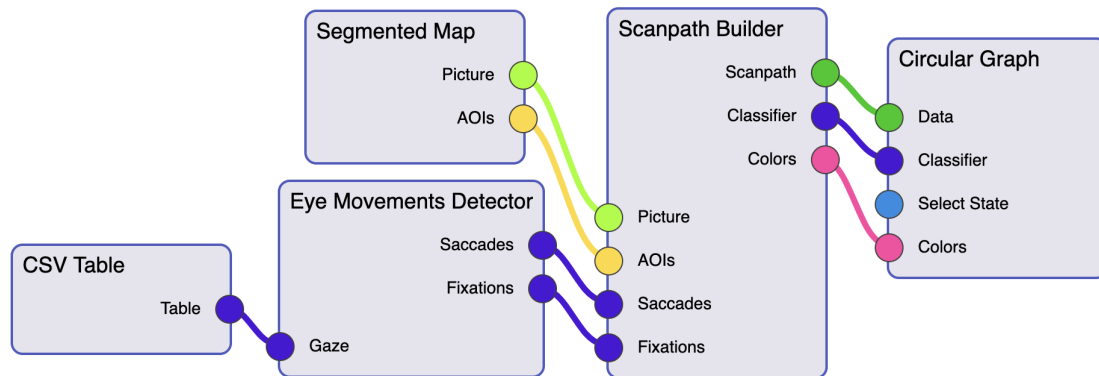 Segmented Map
Picture
AOIs
Eye Movements Detector
Saccades
Fixations
Gaze
CSV Table
Table
Scanpath Builder
Scanpath
Classifier
Colors
Picture
AOIs
Saccades
Fixations
Circular Graph
Data
Classifier
Select State
Colors